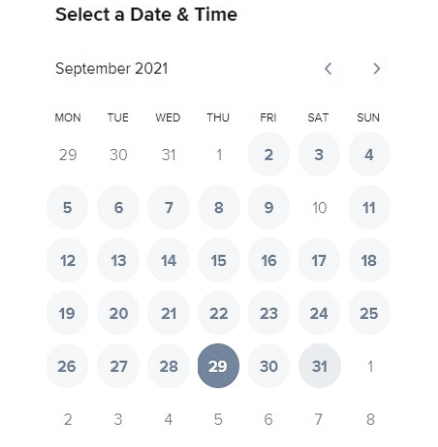 Select a Date & Time
September 2021
MON TUE WED THU FRI SAT SUN
29 30 31 1 2 3 4
5 6 7 8 9 10 11
12 13 14 15 16 17 18
19 20 21 22 23 24 25
26 27 28 29 30 31 1
2 3 4 5 6 7 8